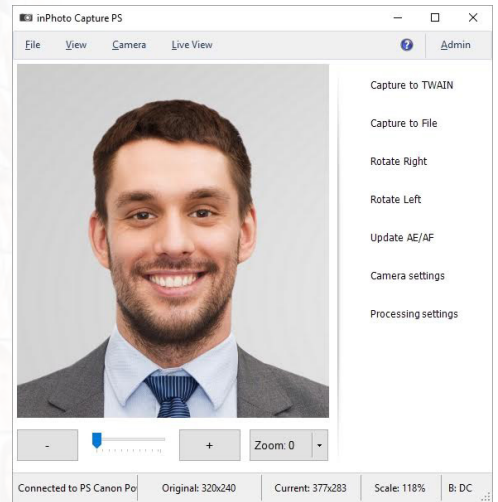 inPhoto Capture PS
File View Camera Live View Admin
Capture to TWAIN
Capture to File
Rotate Right
Rotate Left
Update AE/AF
Camera settings
Processing settings
- + Zoom: 0
Connected to PS Canon Po Original: 320x240 Current: 377x283 Scale: 118% B: DC